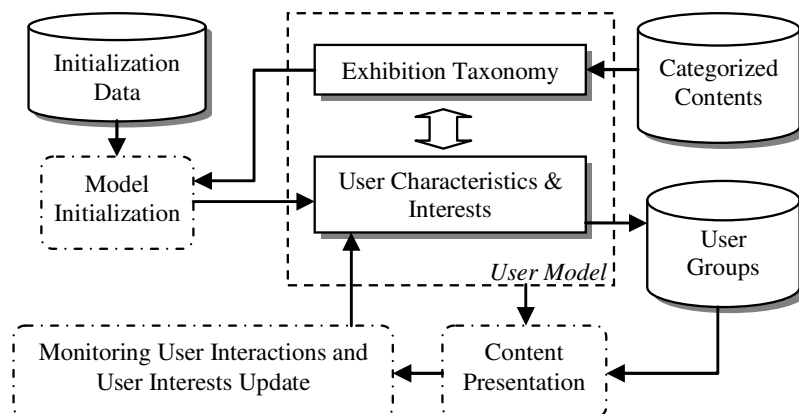 Initialization
Data
Exhibition Taxonomy
Categorized
Contents
Model
Initialization
User Characteristics &
Interests
User
Groups
User Model
Monitoring User Interactions and
User Interests Update
Content
Presentation